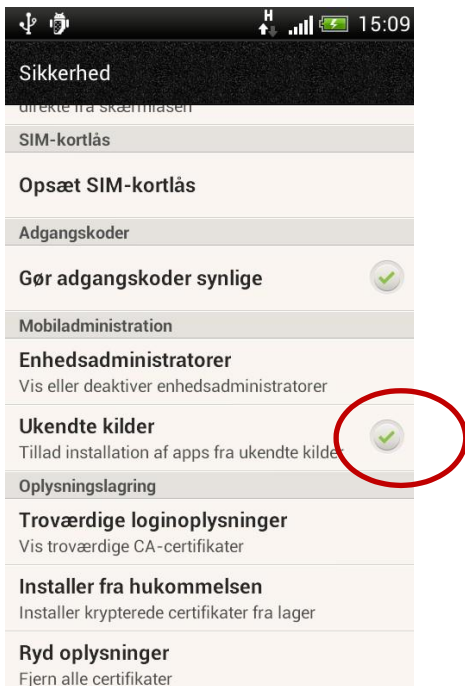 H
15:09
Sikkerhed
direkte fra skærmlåsen
SIM-kortlås
Opsæt SIM-kortlås
Adgangskoder
Gør adgangskoder synlige
Mobiladministration
Enhedsadministratorer
Vis eller deaktiver enhedsadministratorer
Ukendte kilder
Tillad installation af apps fra ukendte kilder
Oplysningslagring
Troværdige loginoplysninger
Vis troværdige CA-certifikater
Installer fra hukommelsen
Installer krypterede certifikater fra lager
Ryd oplysninger
Fjern alle certifikater